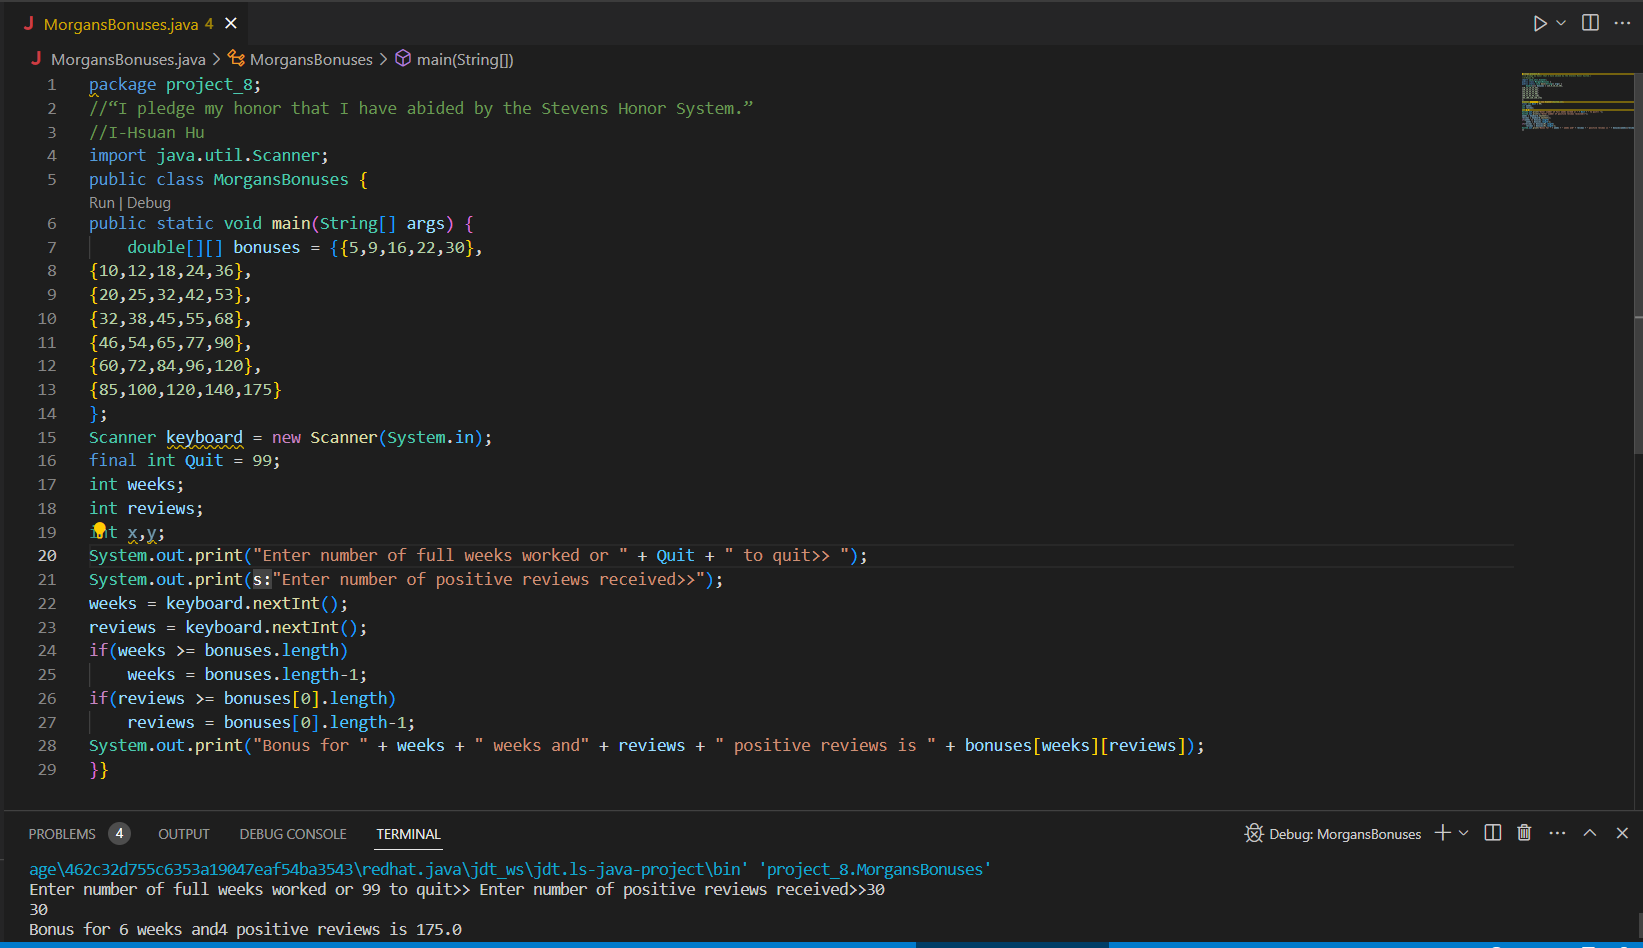 J MorgansBonuses.java 4
J MorgansBonuses.java > MorgansBonuses > main(String[])
1 package project_8;
2 //“I pledge my honor that I have abided by the Stevens Honor System.”
3 //I-Hsuan Hu
4 import java.util.Scanner;
5 public class MorgansBonuses {
Run | Debug
6 public static void main(String[] args) {
7 double[][] bonuses = {{5,9,16,22,30},
8 {10,12,18,24,36},
9 {20,25,32,42,53},
10 {32,38,45,55,68},
11 {46,54,65,77,90},
12 {60,72,84,96,120},
13 {85,100,120,140,175}
14 };
15 Scanner keyboard = new Scanner(System.in);
16 final int Quit = 99;
17 int weeks;
18 int reviews;
19 int x,y;
20 System.out.print("Enter number of full weeks worked or " + Quit + " to quit>> ");
21 System.out.print(s:"Enter number of positive reviews received>>");
22 weeks = keyboard.nextInt();
23 reviews = keyboard.nextInt();
24 if(weeks >= bonuses.length)
25 weeks = bonuses.length-1;
26 if(reviews >= bonuses[0].length)
27 reviews = bonuses[0].length-1;
28 System.out.print("Bonus for " + weeks + " weeks and" + reviews + " positive reviews is " + bonuses[weeks][reviews]);
29 }}
PROBLEMS 4 OUTPUT DEBUG CONSOLE TERMINAL Debug: MorgansBonuses
age\462c32d755c6353a19047eaf54ba3543\redhat.java\jdt_ws\jdt.ls-java-project\bin' 'project_8.MorgansBonuses'
Enter number of full weeks worked or 99 to quit>> Enter number of positive reviews received>>30
30
Bonus for 6 weeks and4 positive reviews is 175.0